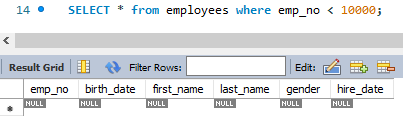 14 SELECT * from employees where emp_no < 10000;
Result Grid Filter Rows: Edit:
emp_no birth_date first_name last_name gender hire_date
NULL NULL NULL NULL NULL NULL